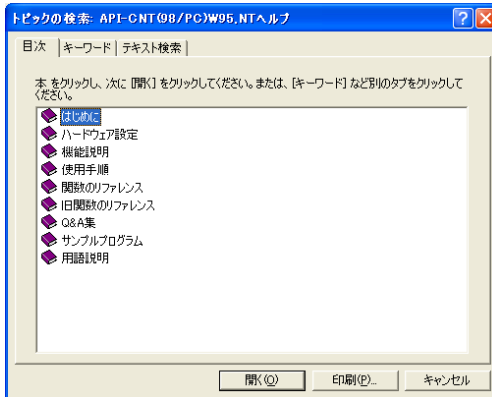 トピックの検索: API-CNT(98/PC)W95,NTヘルプ
目次
キーワード
テキスト検索
本 をクリックし、次に [開く] をクリックしてください。または、[キーワード] など別のタブをクリックして
ください。
はじめに
ハードウェア設定
機能説明
使用手順
関数のリファレンス
旧関数のリファレンス
Q&A集
サンプルプログラム
用語説明
開く(O)
印刷(P)...
キャンセル